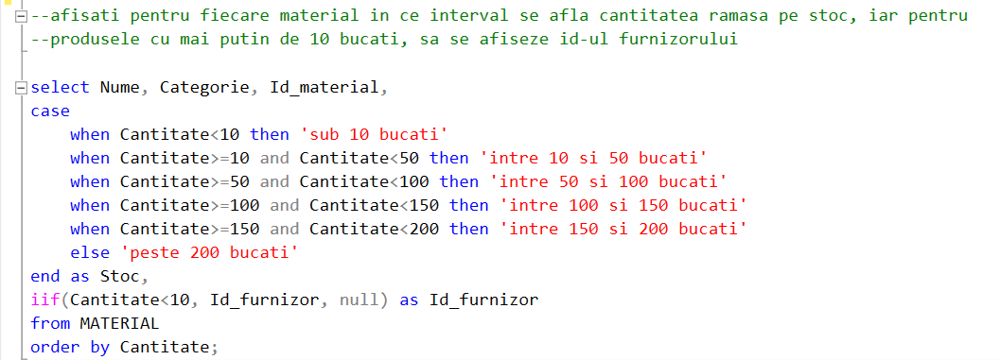 --afisati pentru fiecare material in ce interval se afla cantitatea ramasa pe stoc, iar pentru
--produsele cu mai putin de 10 bucati, sa se afiseze id-ul furnizorului
select Nume, Categorie, Id_material,
case
when Cantitate<10 then 'sub 10 bucati'
when Cantitate>=10 and Cantitate<50 then 'intre 10 si 50 bucati'
when Cantitate>=50 and Cantitate<100 then 'intre 50 si 100 bucati'
when Cantitate>=100 and Cantitate<150 then 'intre 100 si 150 bucati'
when Cantitate>=150 and Cantitate<200 then 'intre 150 si 200 bucati'
else 'peste 200 bucati'
end as Stoc,
iif(Cantitate<10, Id_furnizor, null) as Id_furnizor
from MATERIAL
order by Cantitate;